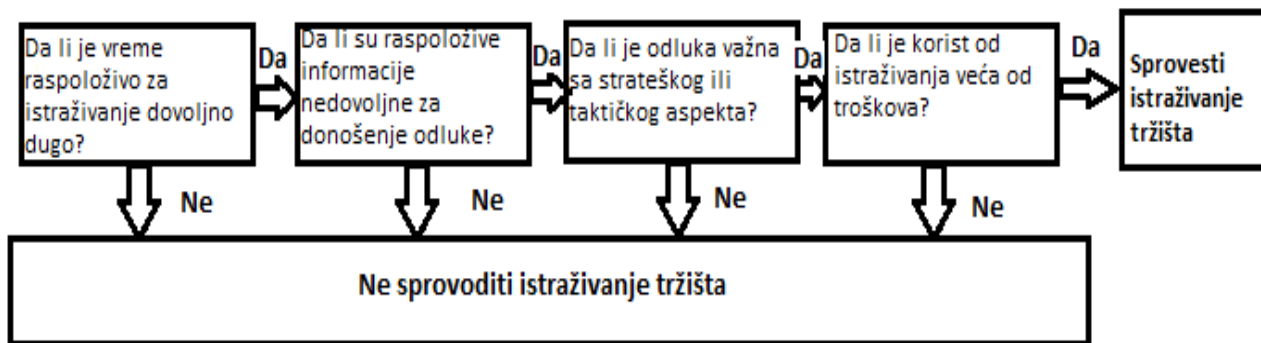 Da li je vreme
raspoloživo za
istraživanje dovoljno
dugo?
Da
Da li su raspoložive
informacije
nedovoljne za
donošenje odluke?
Da
Da li je odluka važna
sa strateškog ili
taktičkog aspekta?
Da
Da li je korist od
istraživanja veća od
troškova?
Da
Sprovesti
istraživanje
tržišta
Ne
Ne
Ne
Ne
Ne sprovoditi istraživanje tržišta